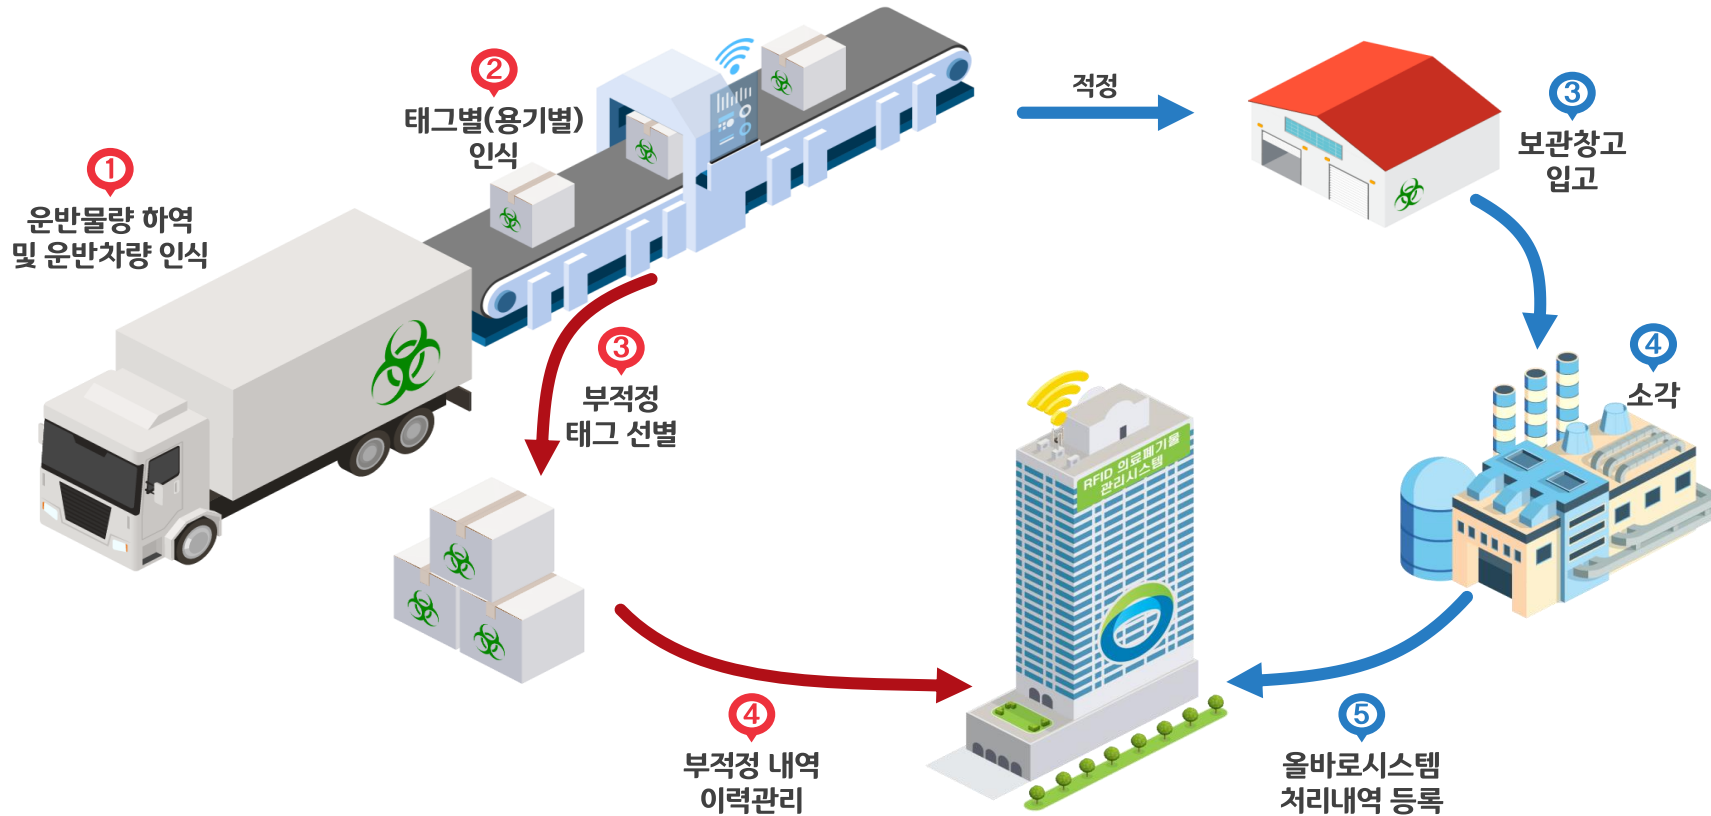 ①
운반물량 하역
및 운반차량 인식
②
태그별(용기별)
인식
적정
③
보관창고
입고
④
소각
③
부적정
태그 선별
RFID 의료폐기물
관리시스템
④
부적정 내역
이력관리
⑤
올바로시스템
처리내역 등록